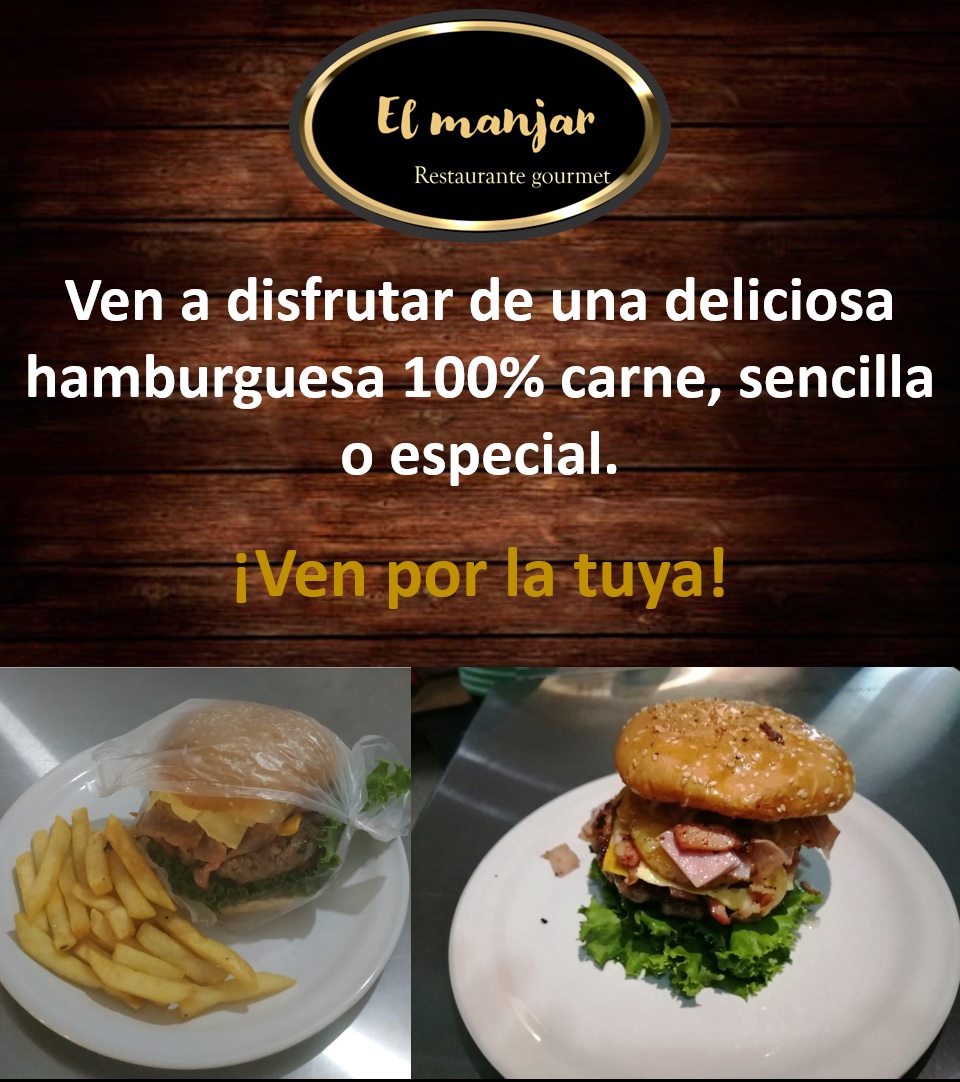 El manjar
Restaurante gourmet
Ven a disfrutar de una deliciosa
hamburguesa 100% carne, sencilla
o especial.
¡Ven por la tuya!